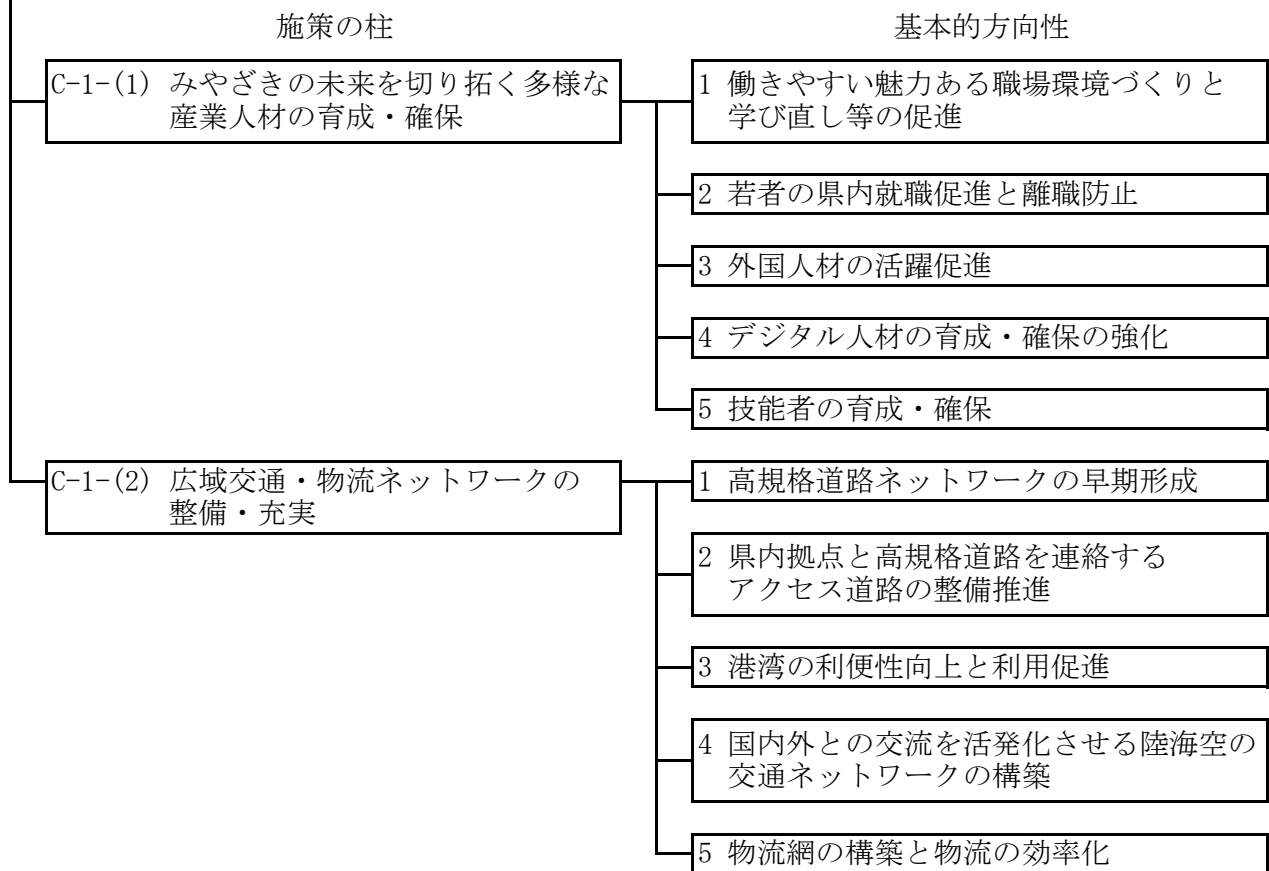 施策の柱
基本的方向性
C-1-(1) みやざきの未来を切り拓く多様な
産業人材の育成・確保
1 働きやすい魅力ある職場環境づくりと
学び直し等の促進
2 若者の県内就職促進と離職防止
3 外国人材の活躍促進
4 デジタル人材の育成・確保の強化
5 技能者の育成・確保
C-1-(2) 広域交通・物流ネットワークの
整備・充実
1 高規格道路ネットワークの早期形成
2 県内拠点と高規格道路を連絡する
アクセス道路の整備推進
3 港湾の利便性向上と利用促進
4 国内外との交流を活発化させる陸海空の
交通ネットワークの構築
5 物流網の構築と物流の効率化